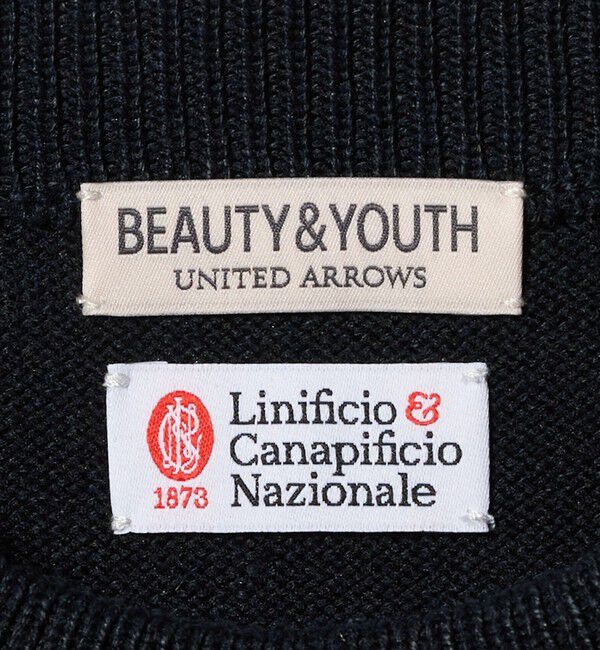 BEAUTY&YOUTH
UNITED ARROWS
Linificio &
Canapificio
Nazionale
1873